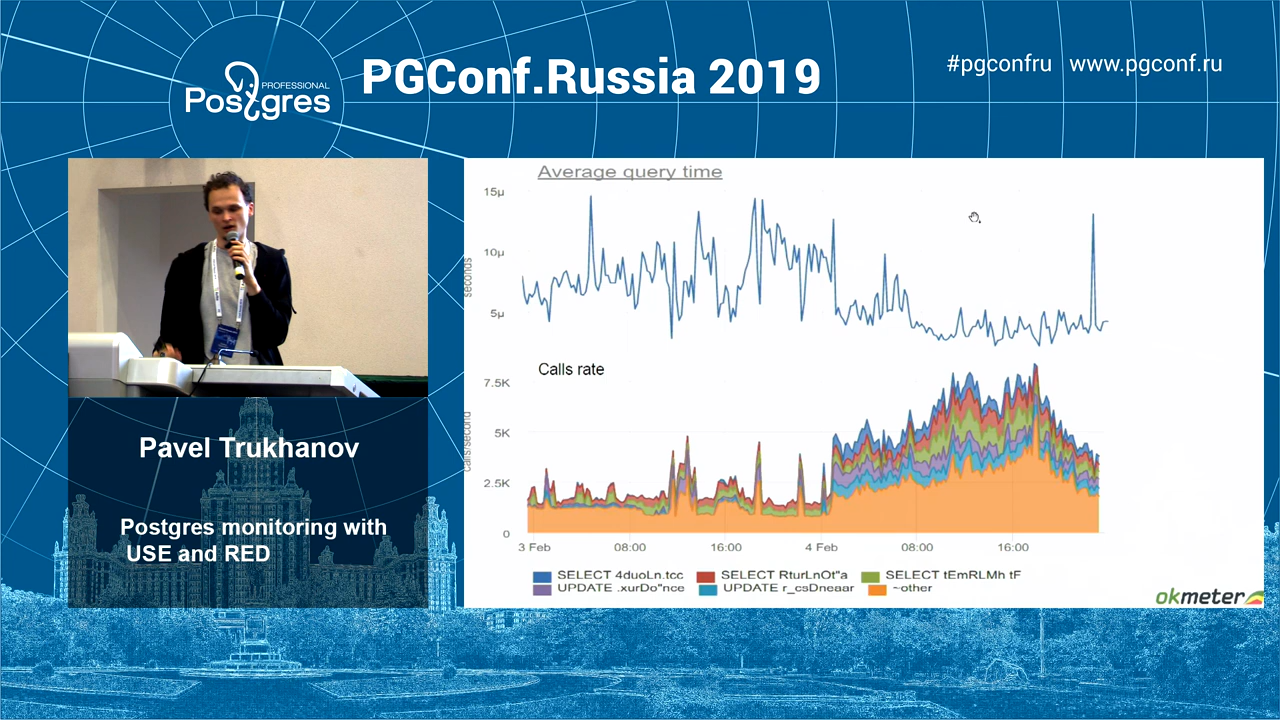 PROFESSIONAL
Postgres
PGConf.Russia 2019
#pgconfru www.pgconf.ru
Average query time
15µ
10µ
5µ
seconds
Calls rate
7.5K
5K
2.5K
0
calls/second
3 Feb 08:00 16:00 4 Feb 08:00 16:00
SELECT 4duoLn.tcc SELECT RturLnOt"a SELECT tEmRLMh tF
UPDATE .xurDo"nce UPDATE r_csDneaar ~other
okmeter
Pavel Trukhanov
Postgres monitoring with
USE and RED